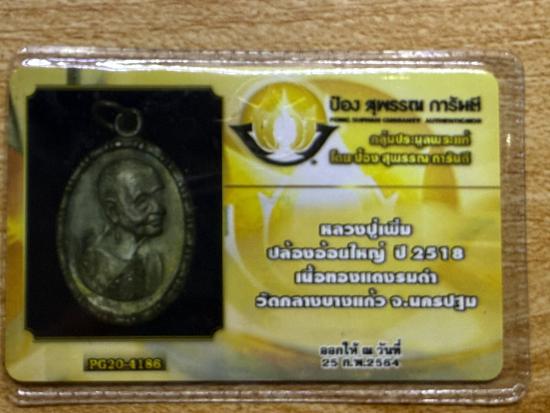 ป๋อง สุพรรณ การันตี
PONG SUPHAN GUARANTY AUTHENTICATION
กลุ่มประมูลพระแท้
โดย ป๋อง สุพรรณ การันตี
หลวงปู่เพิ่ม
ปล้องอ้อยใหญ่ ปี 2518
เนื้อทองแดงรมดำ
วัดกลางบางแก้ว จ.นครปฐม
ออกให้ ณ วันที่
25 ก.พ.2564
PG20-4186